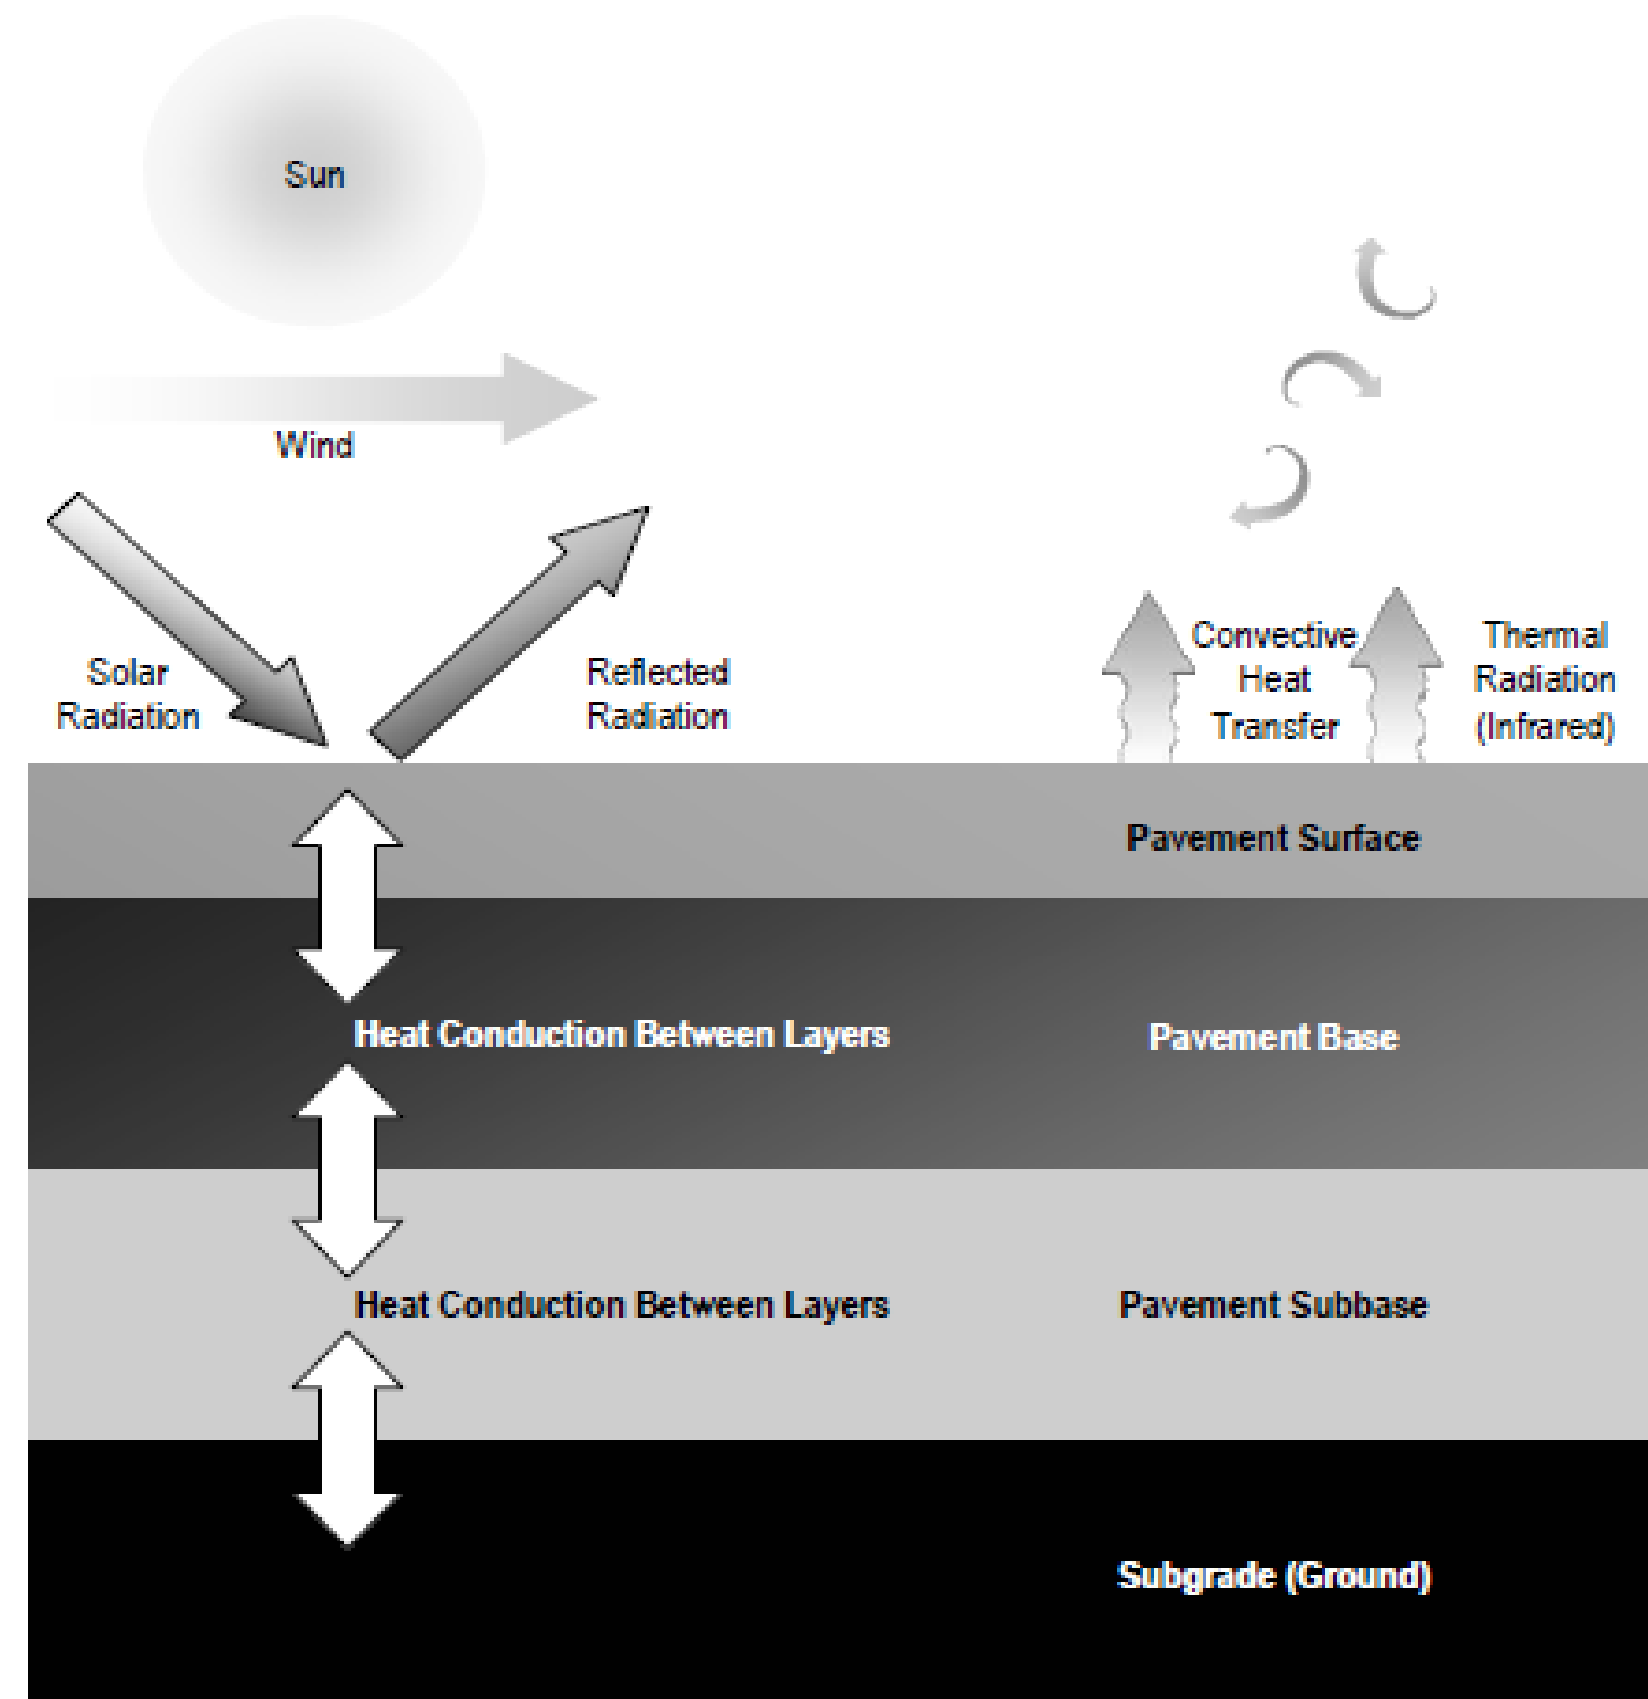 Sun
Wind
Solar
Radiation
Reflected
Radiation
Convective
Heat
Transfer
Thermal
Radiation
(Infrared)
Pavement Surface
Heat Conduction Between Layers
Pavement Base
Heat Conduction Between Layers
Pavement Subbase
Subgrade (Ground)